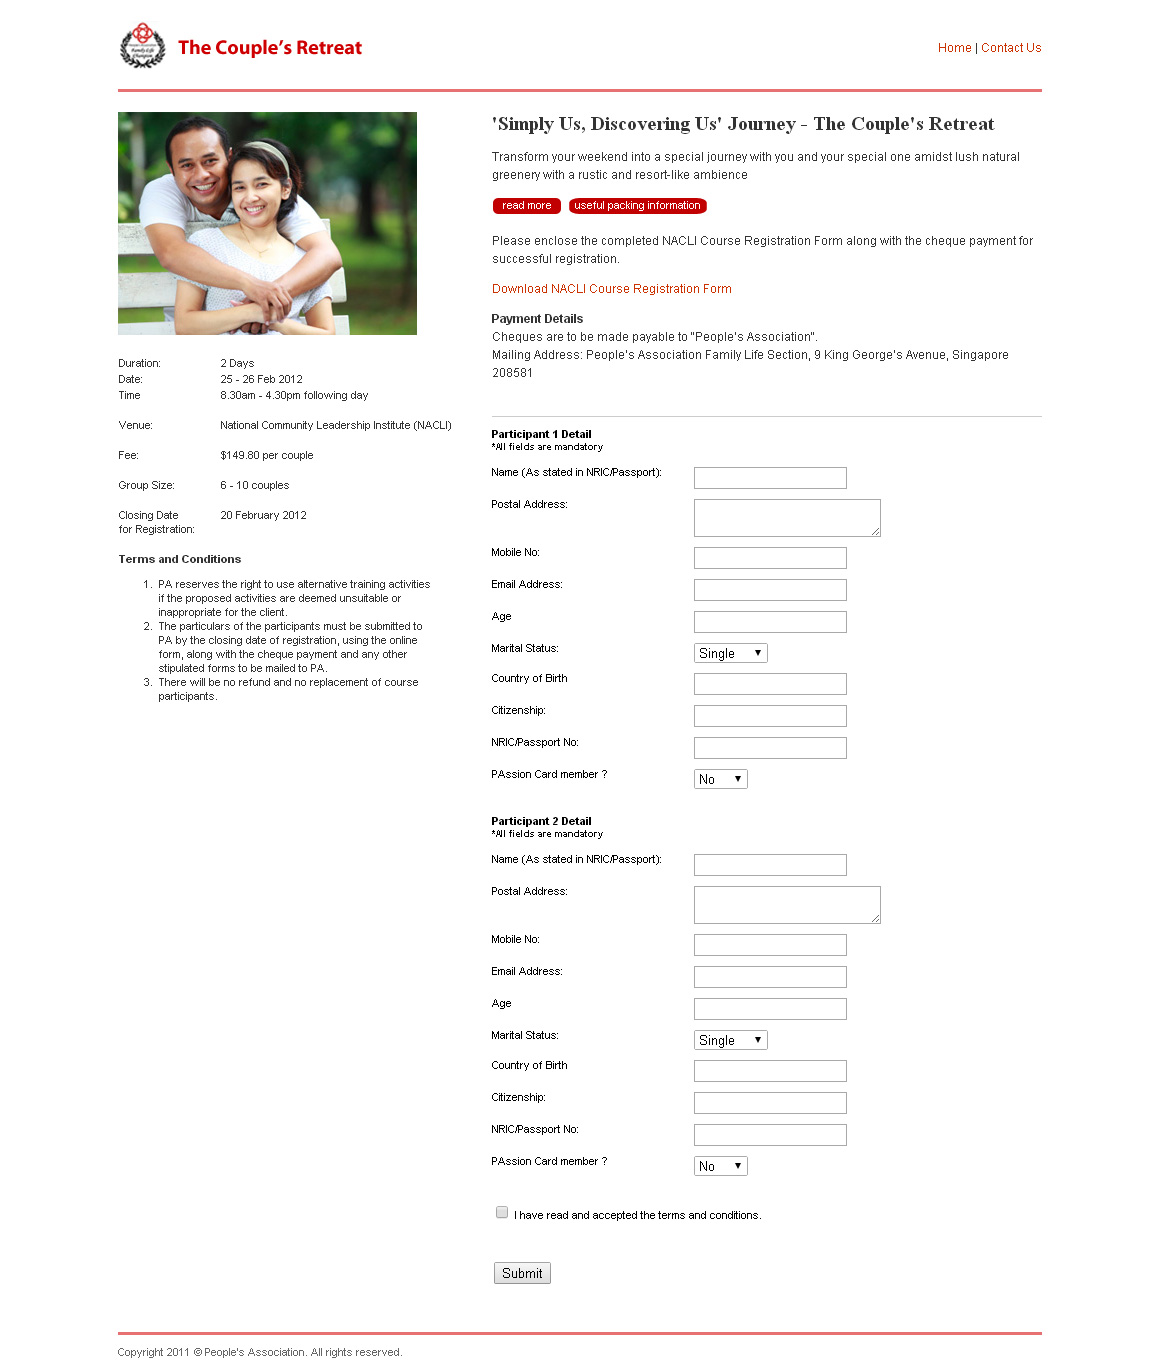 The Couple's Retreat
Home | Contact Us
'Simply Us, Discovering Us' Journey - The Couple's Retreat
Transform your weekend into a special journey with you and your special one amidst lush natural
greenery with a rustic and resort-like ambience
read more useful packing information
Please enclose the completed NACLI Course Registration Form along with the cheque payment for
successful registration.
Download NACLI Course Registration Form
Payment Details
Cheques are to be made payable to "People's Association".
Mailing Address: People's Association Family Life Section, 9 King George's Avenue, Singapore
208581
Duration: 2 Days
Date: 25 - 26 Feb 2012
Time 8.30am - 4.30pm following day
Venue: National Community Leadership Institute (NACLI)
Fee: $149.80 per couple
Group Size: 6 - 10 couples
Closing Date 20 February 2012
for Registration:
Terms and Conditions
1. PA reserves the right to use alternative training activities
if the proposed activities are deemed unsuitable or
inappropriate for the client.
2. The particulars of the participants must be submitted to
PA by the closing date of registration, using the online
form, along with the cheque payment and any other
stipulated forms to be mailed to PA.
3. There will be no refund and no replacement of course
participants.
Participant 1 Detail
*All fields are mandatory
Name (As stated in NRIC/Passport):
Postal Address:
Mobile No:
Email Address:
Age
Marital Status: Single
Country of Birth
Citizenship:
NRIC/Passport No:
PAssion Card member ? No
Participant 2 Detail
*All fields are mandatory
Name (As stated in NRIC/Passport):
Postal Address:
Mobile No:
Email Address:
Age
Marital Status: Single
Country of Birth
Citizenship:
NRIC/Passport No:
PAssion Card member ? No
I have read and accepted the terms and conditions.
Submit
Copyright 2011 © People's Association. All rights reserved.